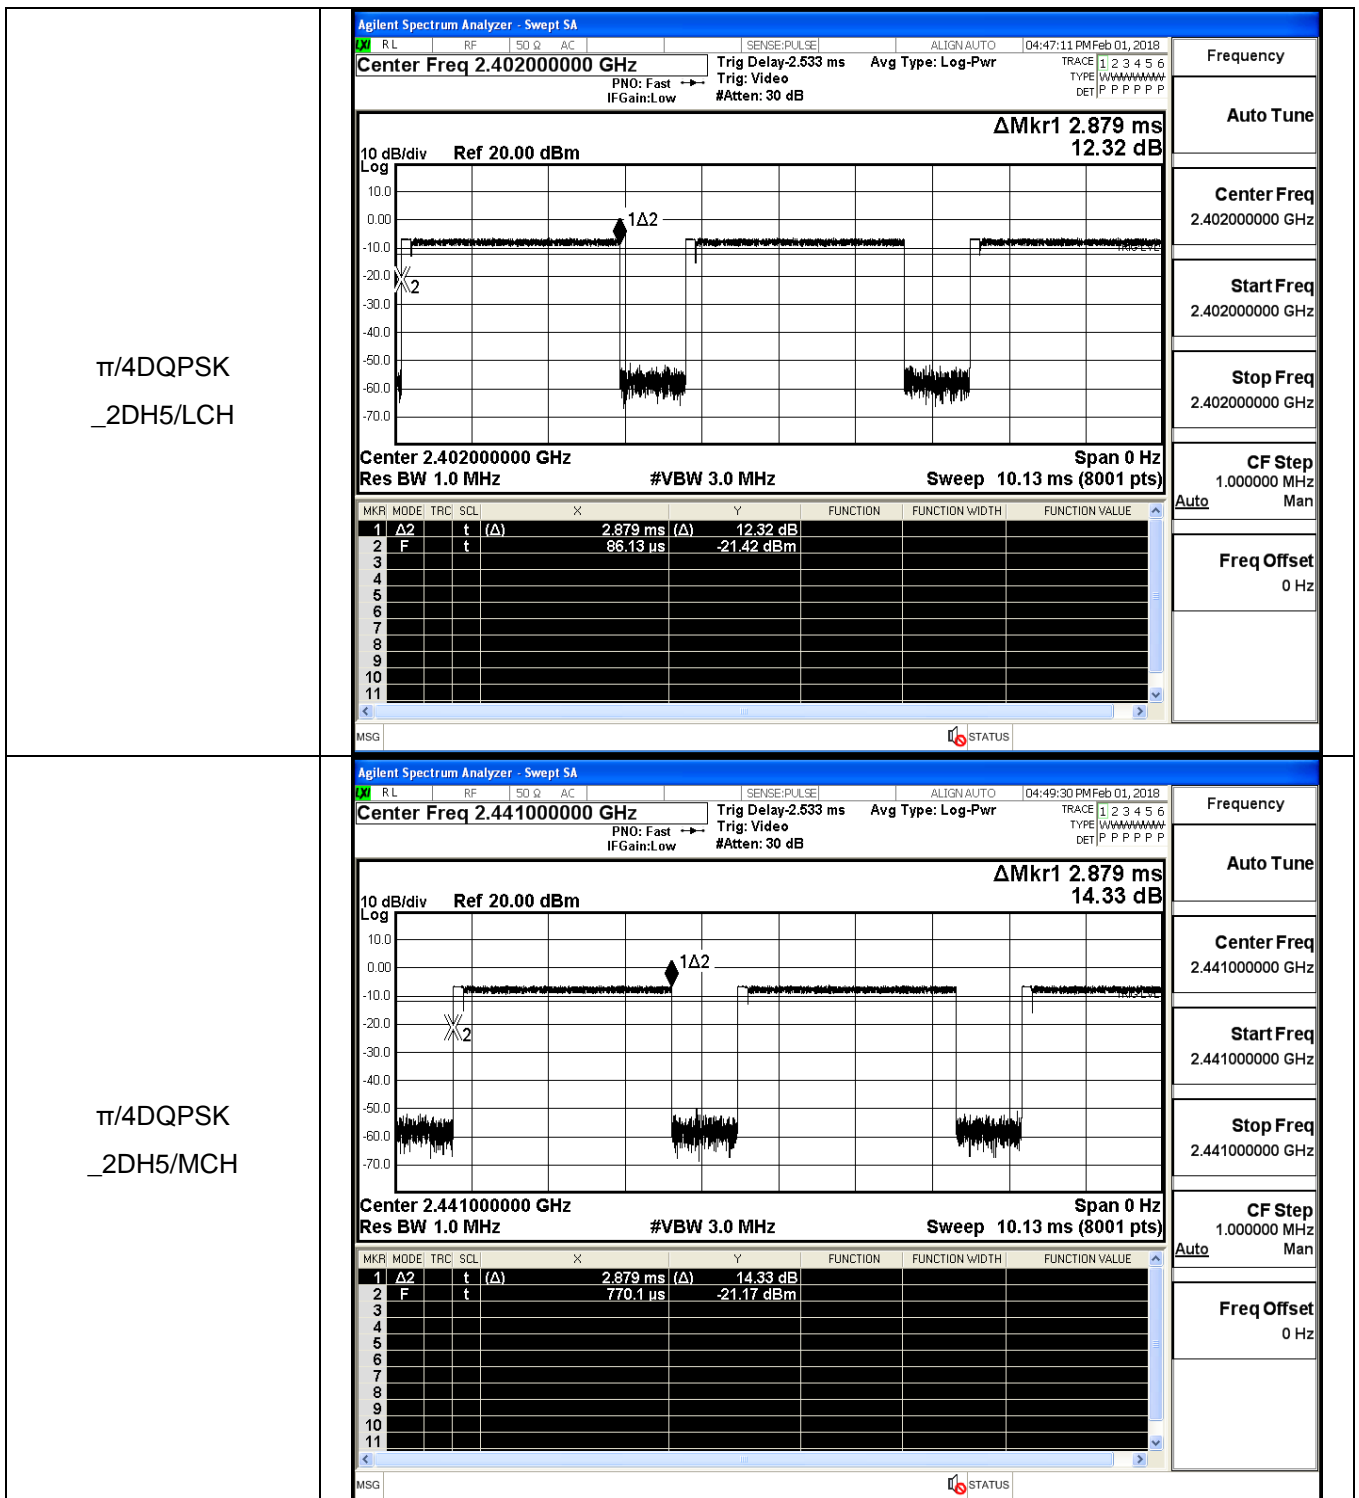 π/4DQPSK
_2DH5/LCH
Agilent Spectrum Analyzer - Swept SA
LXI RL RF 50 Ω AC SENSE:PULSE ALIGN AUTO 04:47:11 PM Feb 01, 2018
Center Freq 2.402000000 GHz
PNO: Fast
IFGain:Low
Trig Delay-2.533 ms
Trig: Video
#Atten: 30 dB
Avg Type: Log-Pwr
TRACE 1 2 3 4 5 6
TYPE WWWWWW
DET P P P P P P
ΔMkr1 2.879 ms
12.32 dB
10 dB/div Ref 20.00 dBm
Log
10.0
0.00
-10.0
-20.0
-30.0
-40.0
-50.0
-60.0
-70.0
1Δ2
2
TRIG LVL
Center 2.402000000 GHz Span 0 Hz
Res BW 1.0 MHz #VBW 3.0 MHz Sweep 10.13 ms (8001 pts)
MKR MODE TRC SCL X Y FUNCTION FUNCTION WIDTH FUNCTION VALUE
1 Δ2 t (Δ) 2.879 ms (Δ) 12.32 dB
2 F t 86.13 µs -21.42 dBm
3
4
5
6
7
8
9
10
11
MSG STATUS
Frequency
Auto Tune
Center Freq
2.402000000 GHz
Start Freq
2.402000000 GHz
Stop Freq
2.402000000 GHz
CF Step
1.000000 MHz
Auto Man
Freq Offset
0 Hz
π/4DQPSK
_2DH5/MCH
Agilent Spectrum Analyzer - Swept SA
LXI RL RF 50 Ω AC SENSE:PULSE ALIGN AUTO 04:49:30 PM Feb 01, 2018
Center Freq 2.441000000 GHz
PNO: Fast
IFGain:Low
Trig Delay-2.533 ms
Trig: Video
#Atten: 30 dB
Avg Type: Log-Pwr
TRACE 1 2 3 4 5 6
TYPE WWWWWW
DET P P P P P P
ΔMkr1 2.879 ms
14.33 dB
10 dB/div Ref 20.00 dBm
Log
10.0
0.00
-10.0
-20.0
-30.0
-40.0
-50.0
-60.0
-70.0
1Δ2
2
TRIG LVL
Center 2.441000000 GHz Span 0 Hz
Res BW 1.0 MHz #VBW 3.0 MHz Sweep 10.13 ms (8001 pts)
MKR MODE TRC SCL X Y FUNCTION FUNCTION WIDTH FUNCTION VALUE
1 Δ2 t (Δ) 2.879 ms (Δ) 14.33 dB
2 F t 770.1 µs -21.17 dBm
3
4
5
6
7
8
9
10
11
MSG STATUS
Frequency
Auto Tune
Center Freq
2.441000000 GHz
Start Freq
2.441000000 GHz
Stop Freq
2.441000000 GHz
CF Step
1.000000 MHz
Auto Man
Freq Offset
0 Hz